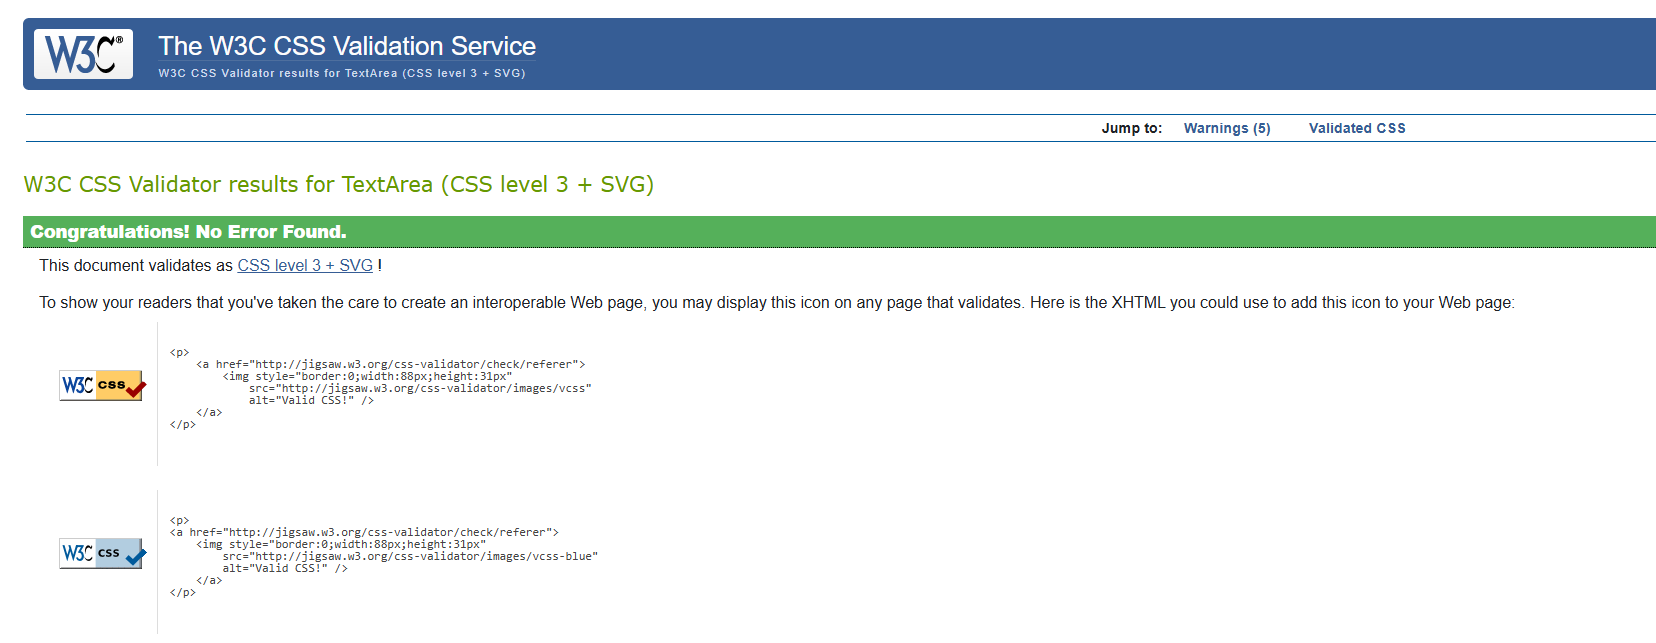 W3C®
The W3C CSS Validation Service
W3C CSS Validator results for TextArea (CSS level 3 + SVG)
Jump to: Warnings (5) Validated CSS
W3C CSS Validator results for TextArea (CSS level 3 + SVG)
Congratulations! No Error Found.
This document validates as CSS level 3 + SVG !
To show your readers that you've taken the care to create an interoperable Web page, you may display this icon on any page that validates. Here is the XHTML you could use to add this icon to your Web page:
W3C css
<p>
    <a href="http://jigsaw.w3.org/css-validator/check/referer">
        <img style="border:0;width:88px;height:31px"
            src="http://jigsaw.w3.org/css-validator/images/vcss"
            alt="Valid CSS!" />
    </a>
</p>
W3C css
<p>
<a href="http://jigsaw.w3.org/css-validator/check/referer">
    <img style="border:0;width:88px;height:31px"
        src="http://jigsaw.w3.org/css-validator/images/vcss-blue"
        alt="Valid CSS!" />
    </a>
</p>